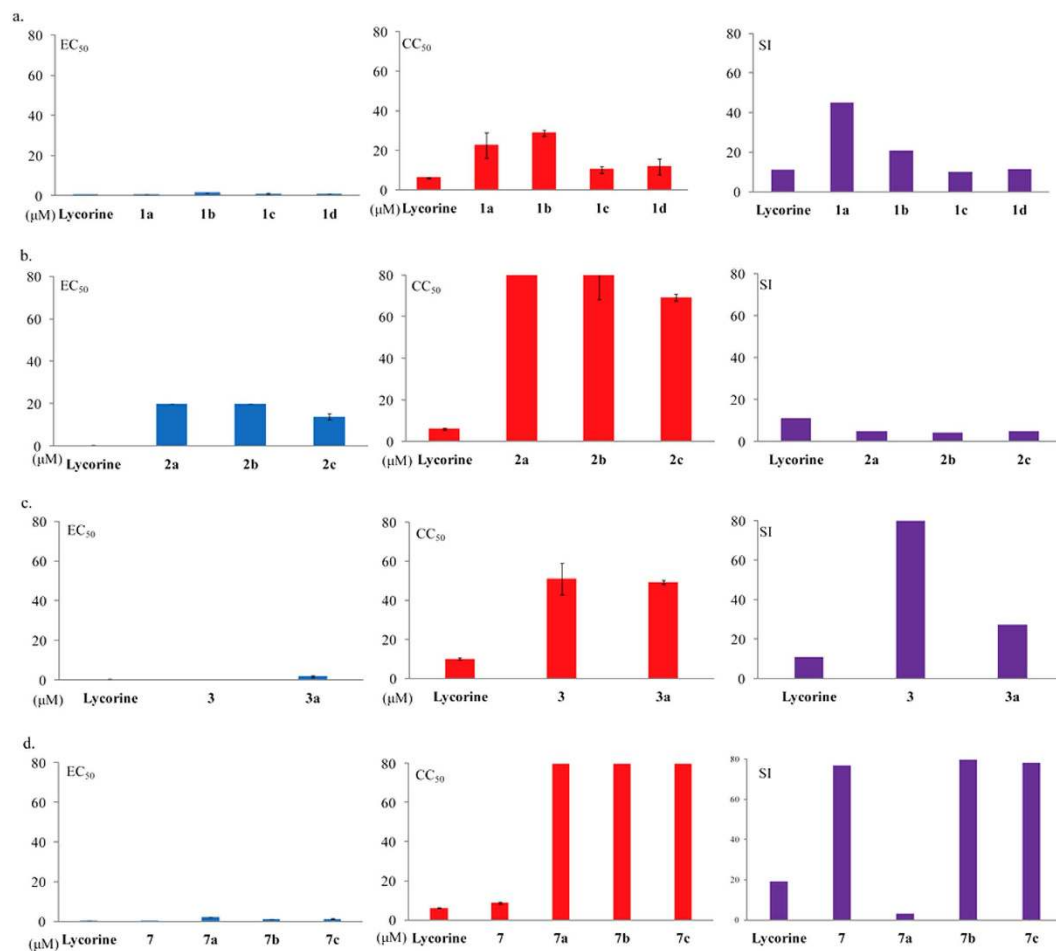 a.
EC50
80
60
40
20
0
(μM) Lycorine 1a 1b 1c 1d
CC50
80
60
40
20
0
(μM) Lycorine 1a 1b 1c 1d
SI
80
60
40
20
0
Lycorine 1a 1b 1c 1d
b.
EC50
80
60
40
20
0
(μM) Lycorine 2a 2b 2c
CC50
80
60
40
20
0
(μM) Lycorine 2a 2b 2c
SI
80
60
40
20
0
Lycorine 2a 2b 2c
c.
EC50
80
60
40
20
0
(μM) Lycorine 3 3a
CC50
80
60
40
20
0
(μM) Lycorine 3 3a
SI
80
60
40
20
0
Lycorine 3 3a
d.
EC50
80
60
40
20
0
(μM) Lycorine 7 7a 7b 7c
CC50
80
60
40
20
0
(μM) Lycorine 7 7a 7b 7c
SI
80
60
40
20
0
Lycorine 7 7a 7b 7c